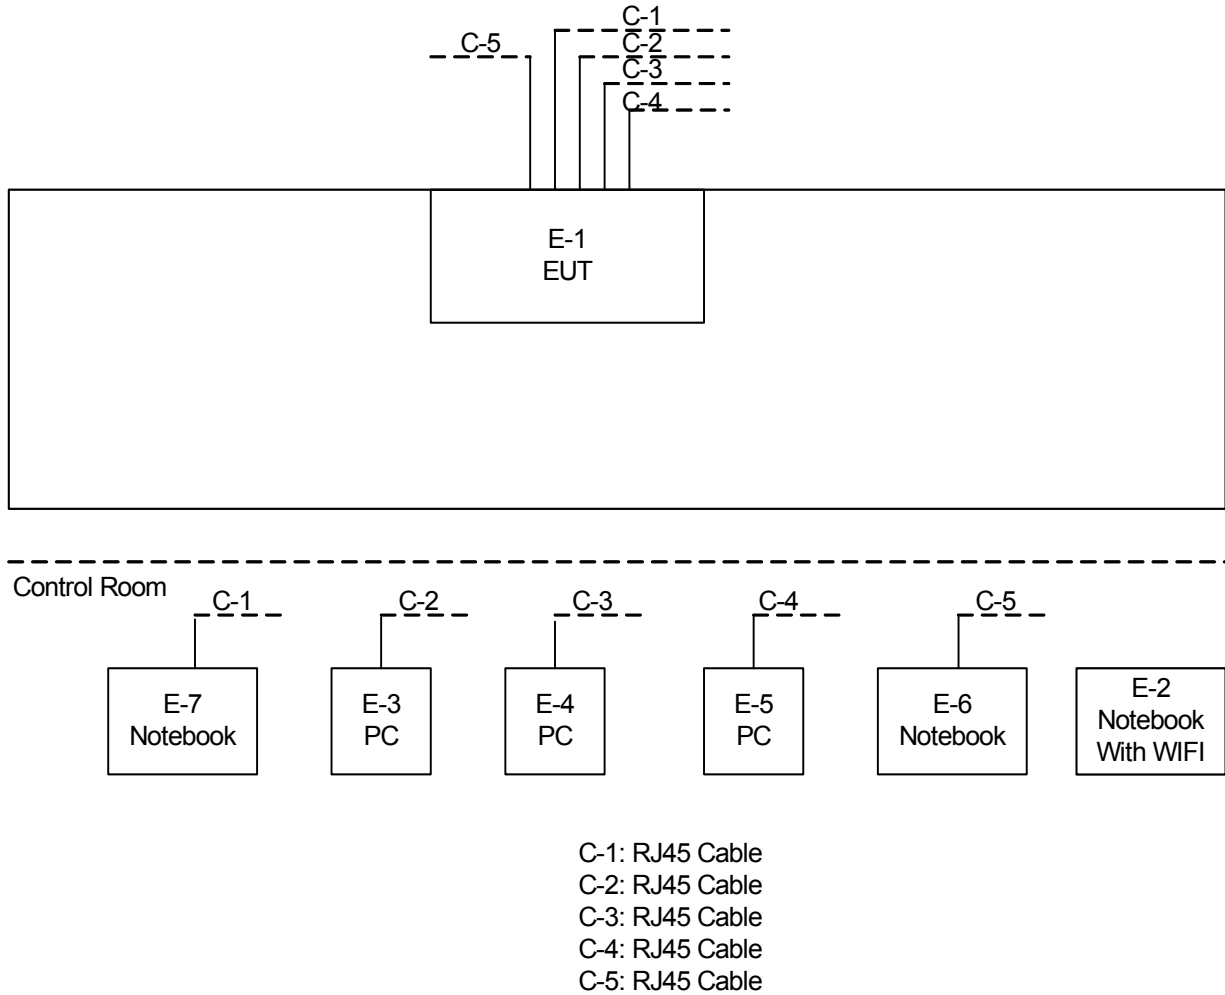 C-1
C-5
C-2
C-3
C-4
E-1
EUT
Control Room
C-1
C-2
C-3
C-4
C-5
E-7
Notebook
E-3
PC
E-4
PC
E-5
PC
E-6
Notebook
E-2
Notebook
With WIFI
C-1: RJ45 Cable
C-2: RJ45 Cable
C-3: RJ45 Cable
C-4: RJ45 Cable
C-5: RJ45 Cable